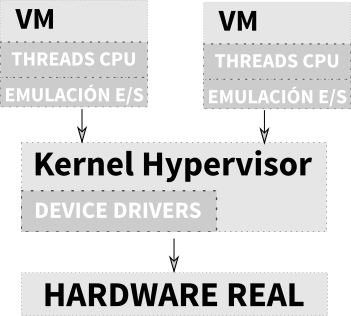 VM
THREADS CPU
EMULACIÓN E/S
VM
THREADS CPU
EMULACIÓN E/S
Kernel Hypervisor
DEVICE DRIVERS
HARDWARE REAL